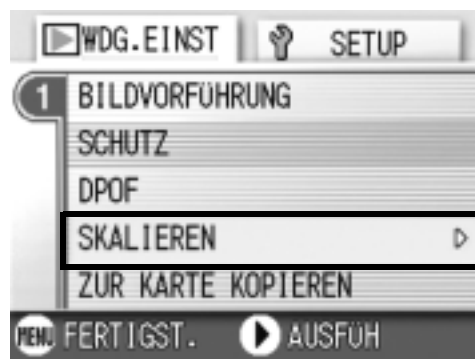 WDG.EINST SETUP
1 BILDVORFÜHRUNG
SCHUTZ
DPOF
SKALIEREN
ZUR KARTE KOPIEREN
MENU FERTIGST. AUSFÜH